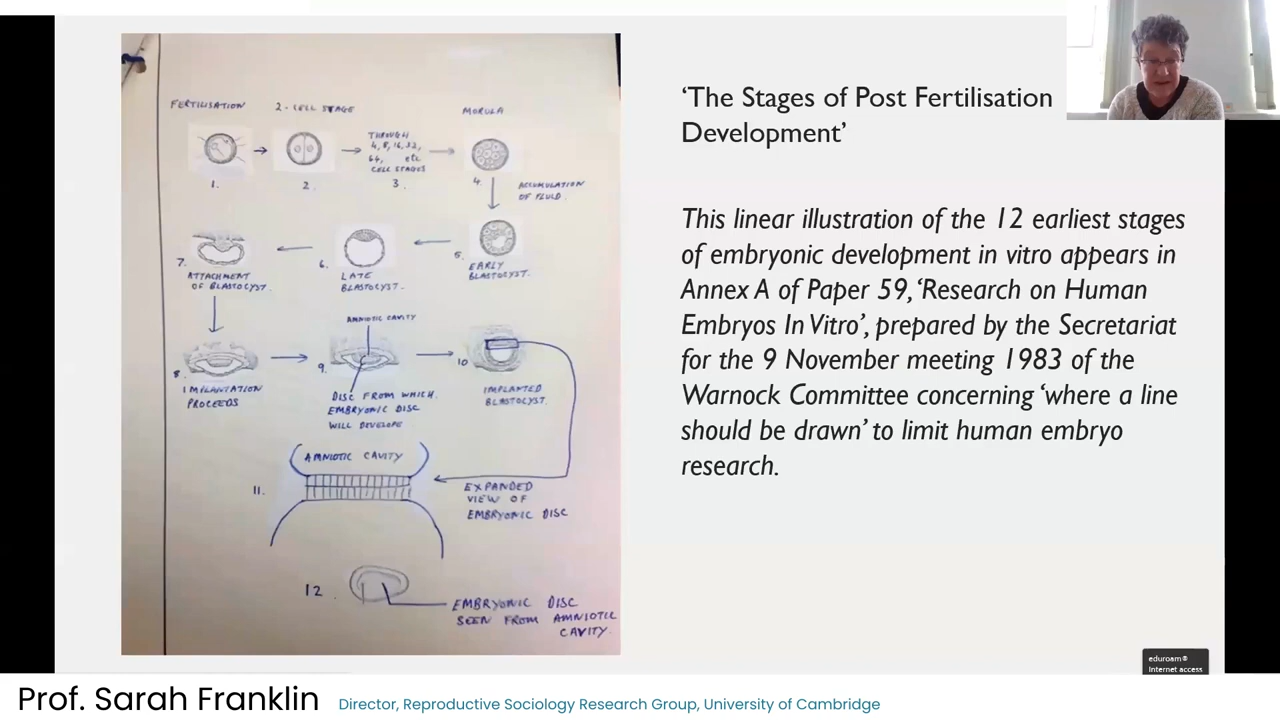 FERTILISATION
2-CELL STAGE
MORULA
THROUGH
4, 8, 16, 32,
64, etc
CELL STAGES
1.
2.
3.
4.
ACCUMULATION
OF FLUID.
7.
ATTACHMENT
OF BLASTOCYST.
6.
LATE
BLASTOCYST.
5.
EARLY
BLASTOCYST.
AMNIOTIC CAVITY
8.
IMPLANTATION
PROCEEDS
9.
DISC FROM WHICH
EMBRYONIC DISC
WILL DEVELOPE
10
IMPLANTED
BLASTOCYST.
AMNIOTIC CAVITY
11.
EXPANDED
VIEW OF
EMBRYONIC DISC
12.
EMBRYONIC DISC
SEEN FROM AMNIOTIC
CAVITY.
‘The Stages of Post Fertilisation
Development’
This linear illustration of the 12 earliest stages
of embryonic development in vitro appears in
Annex A of Paper 59, ‘Research on Human
Embryos In Vitro’, prepared by the Secretariat
for the 9 November meeting 1983 of the
Warnock Committee concerning ‘where a line
should be drawn’ to limit human embryo
research.
eduroam®
Internet access
Prof. Sarah Franklin
Director, Reproductive Sociology Research Group, University of Cambridge